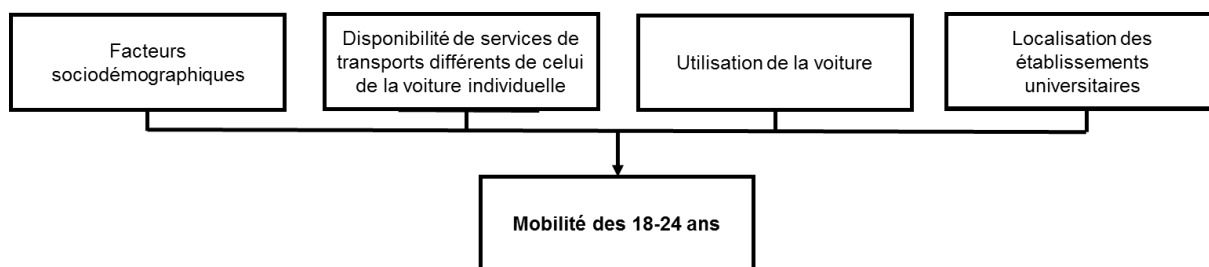 Facteurs
sociodémographiques
Disponibilité de services de
transports différents de celui
de la voiture individuelle
Utilisation de la voiture
Localisation des
établissements
universitaires
Mobilité des 18-24 ans